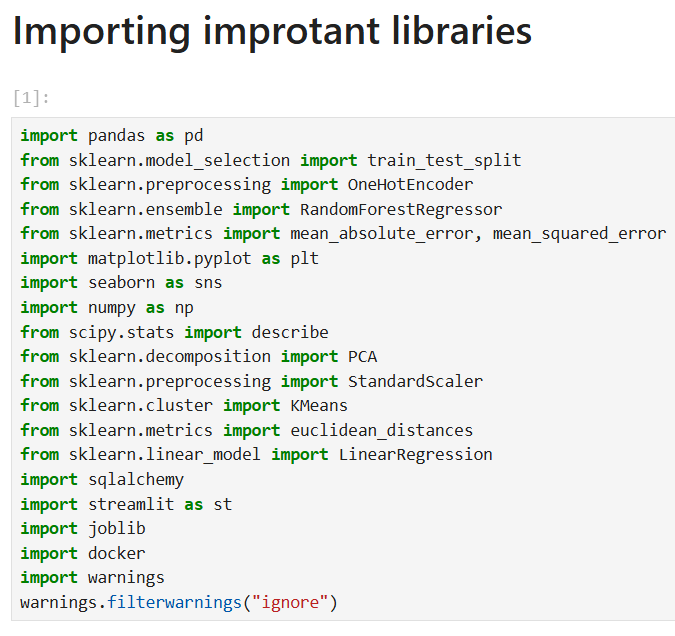 Importing improtant libraries
[1]:
import pandas as pd
from sklearn.model_selection import train_test_split
from sklearn.preprocessing import OneHotEncoder
from sklearn.ensemble import RandomForestRegressor
from sklearn.metrics import mean_absolute_error, mean_squared_error
import matplotlib.pyplot as plt
import seaborn as sns
import numpy as np
from scipy.stats import describe
from sklearn.decomposition import PCA
from sklearn.preprocessing import StandardScaler
from sklearn.cluster import KMeans
from sklearn.metrics import euclidean_distances
from sklearn.linear_model import LinearRegression
import sqlalchemy
import streamlit as st
import joblib
import docker
import warnings
warnings.filterwarnings("ignore")